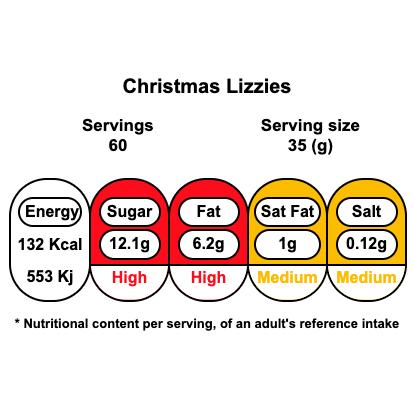 Christmas Lizzies
Servings Serving size
60 35 (g)
Energy Sugar Fat Sat Fat Salt
132 Kcal 12.1g 6.2g 1g 0.12g
553 Kj High High Medium Medium
* Nutritional content per serving, of an adult's reference intake